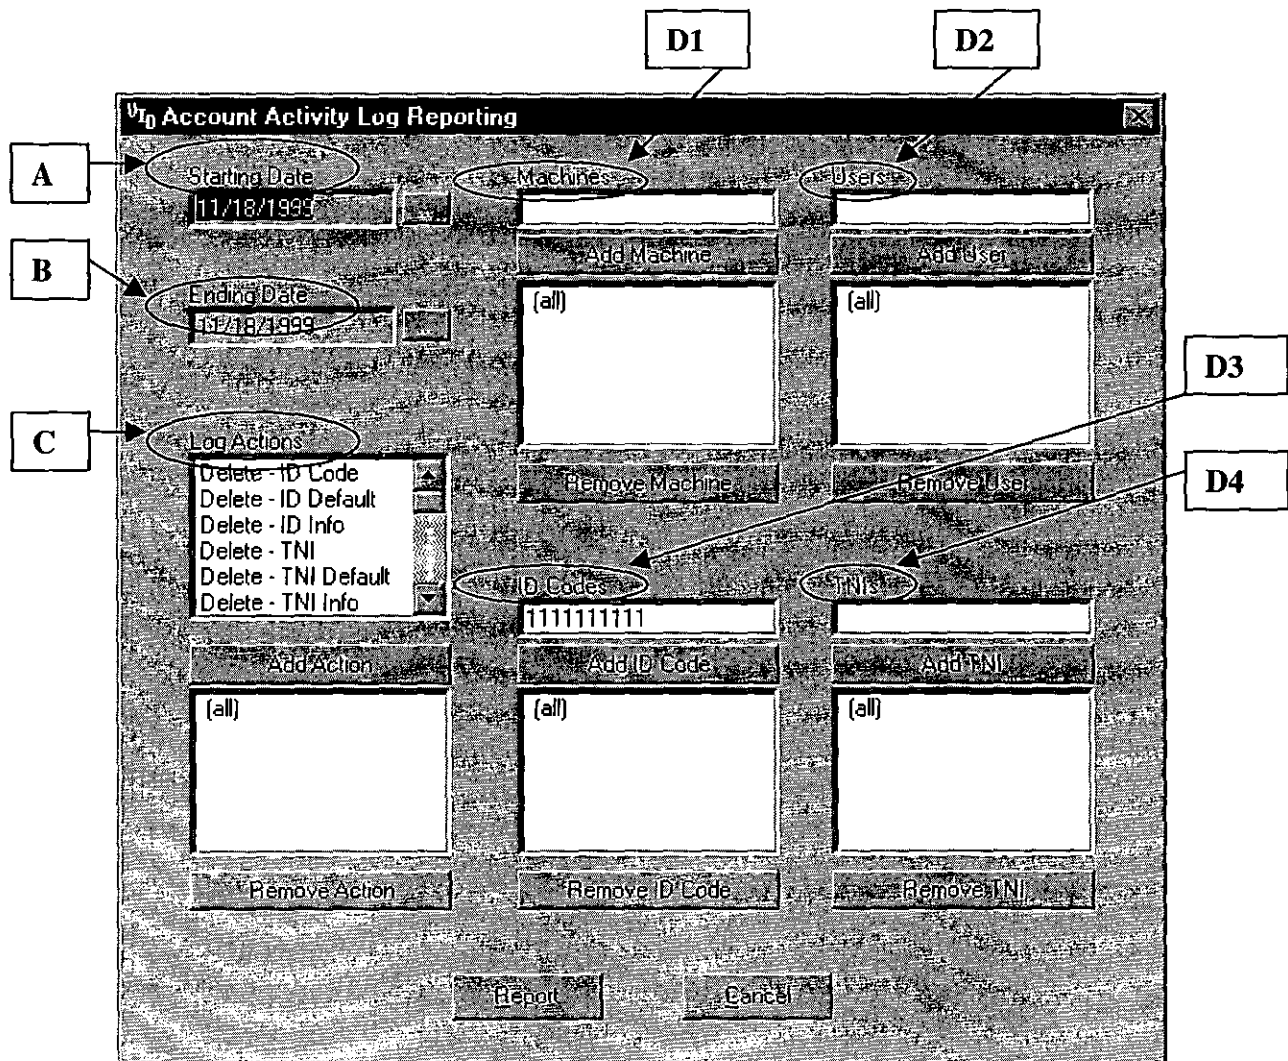 D1
D2
UID Account Activity Log Reporting
A
Starting Date
11/18/1999
...
Machines
Users
Add Machine
Add User
B
Ending Date
11/18/1999
...
(all)
(all)
D3
C
Log Actions
Delete - ID Code
Delete - ID Default
Delete - ID Info
Delete - TNI
Delete - TNI Default
Delete - TNI Info
Remove Machine
Remove User
D4
ID Codes
TNIs
1111111111
Add Action
Add ID Code
Add TNI
(all)
(all)
(all)
Remove Action
Remove ID Code
Remove TNI
Report
Cancel